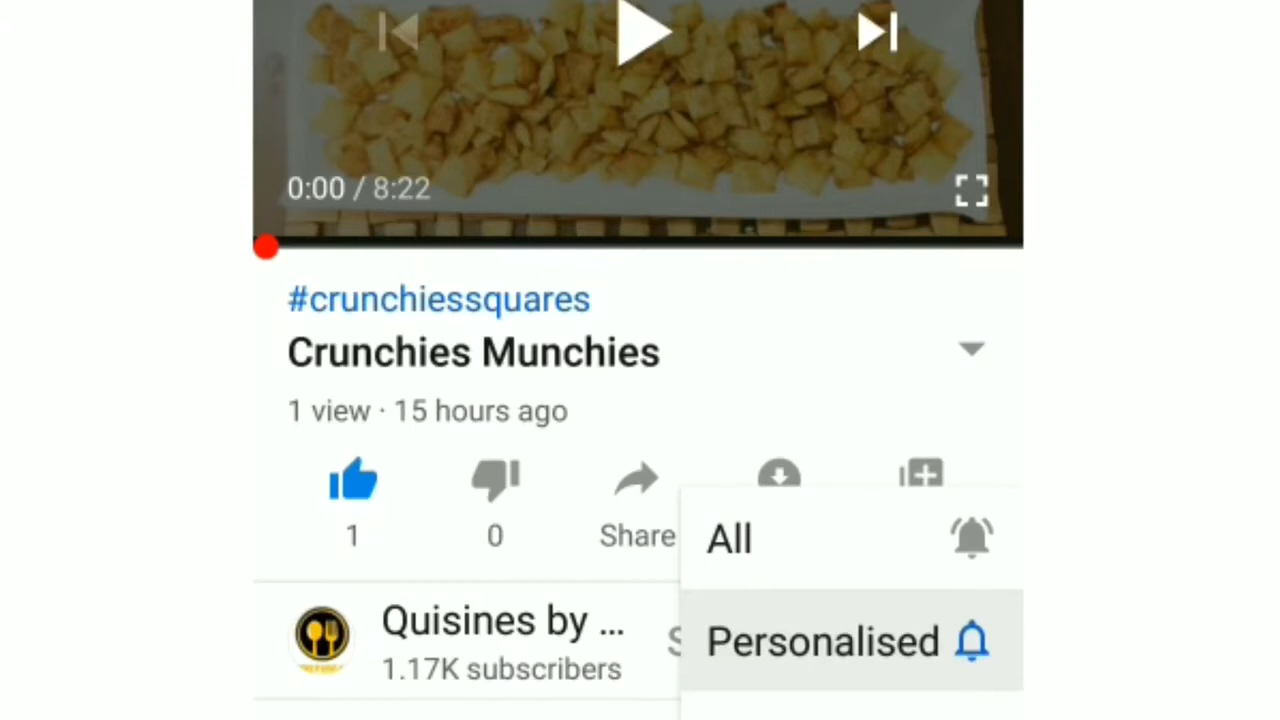 0:00 / 8:22
#crunchiessquares
Crunchies Munchies
1 view · 15 hours ago
1
0
Share
All
Quisines by ...
1.17K subscribers
S
Personalised